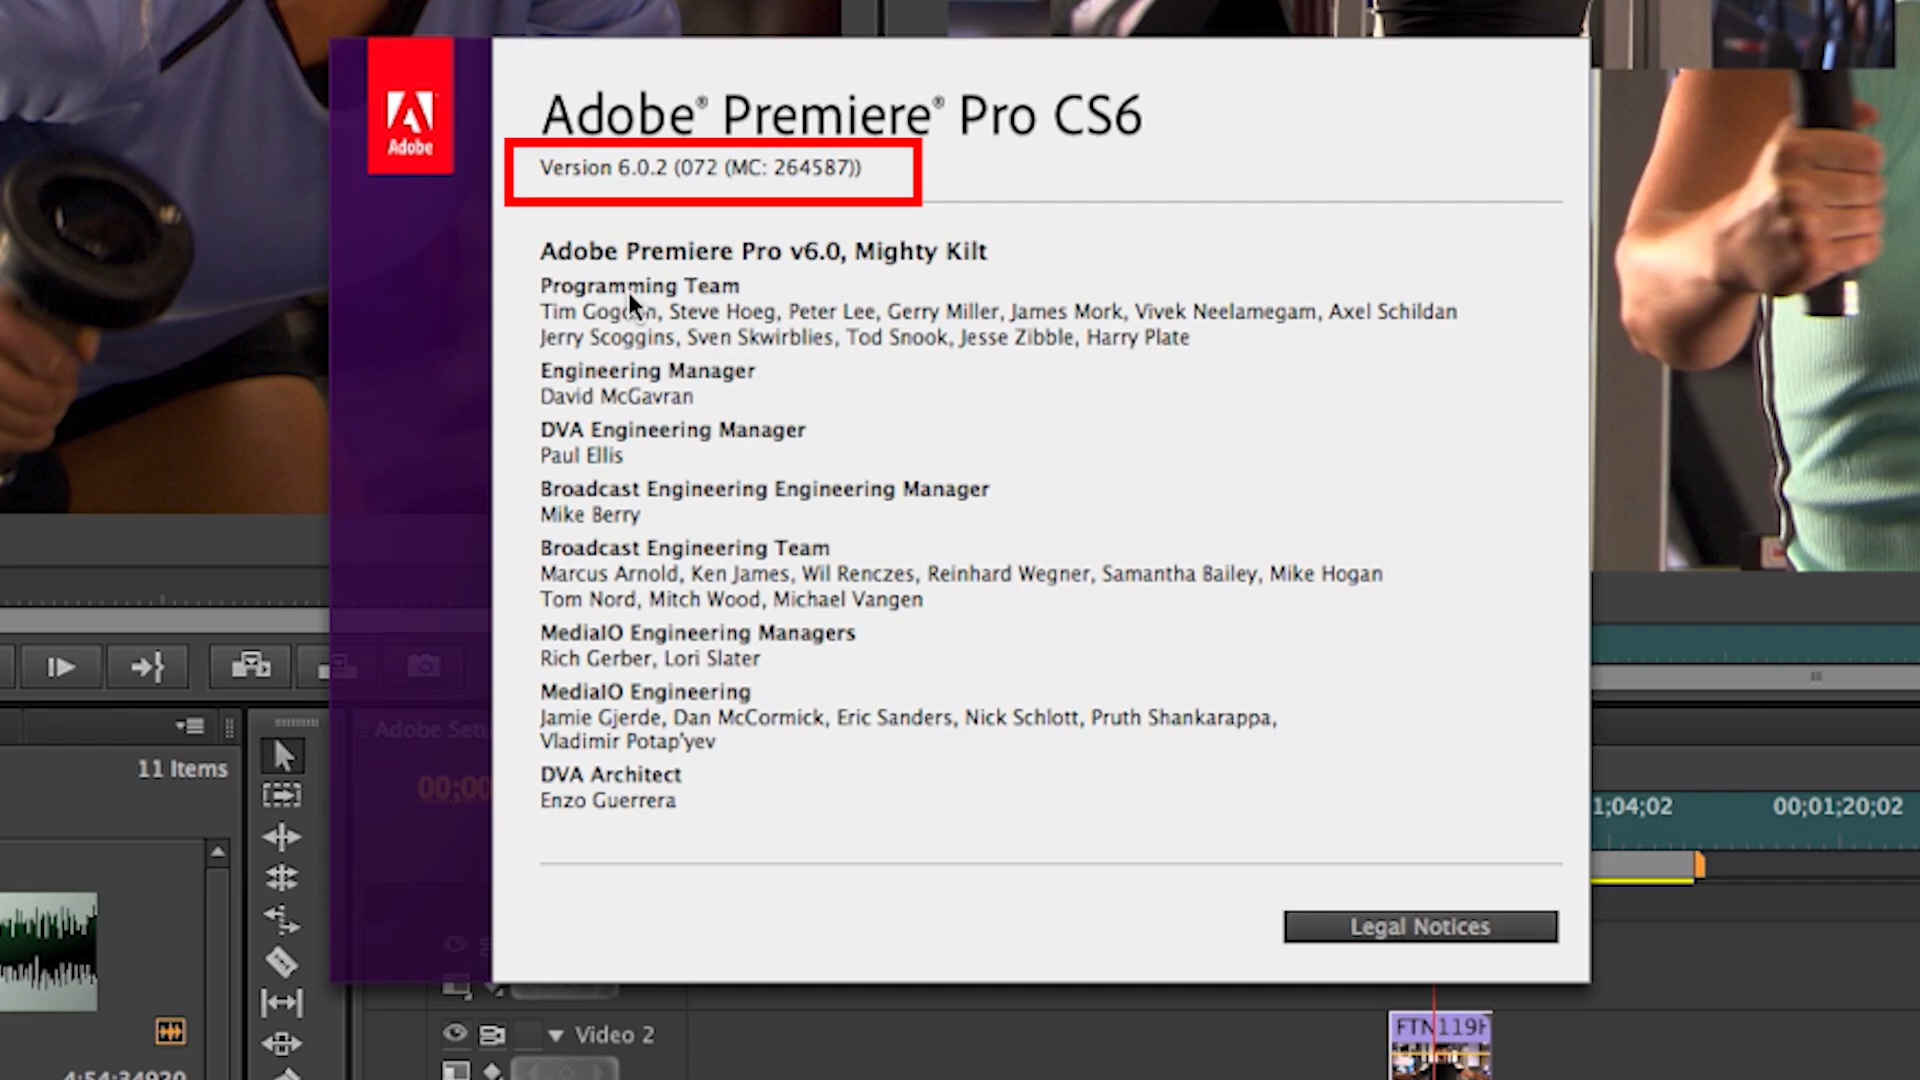 Adobe
Adobe® Premiere® Pro CS6
Version 6.0.2 (072 (MC: 264587))
Adobe Premiere Pro v6.0, Mighty Kilt
Programming Team
Steve Hoeg, Peter Lee, Gerry Miller, James Mork, Vivek Neelamegam, Axel Schildan
Jerry Scoggins, Sven Skwirblies, Tod Snook, Jesse Zibble, Harry Plate
Engineering Manager
David McGavran
DVA Engineering Manager
Paul Ellis
Broadcast Engineering Engineering Manager
Mike Berry
Broadcast Engineering Team
Marcus Arnold, Ken James, Wil Renczes, Reinhard Wegner, Samantha Bailey, Mike Hogan
Tom Nord, Mitch Wood, Michael Vangen
MediaIO Engineering Managers
Rich Gerber, Lori Slater
MediaIO Engineering
Jamie Gjerde, Dan McCormick, Eric Sanders, Nick Schlott, Pruth Shankarappa,
Vladimir Potap'yev
DVA Architect
Enzo Guerrera
Legal Notices
Adobe Setu
11 Items
00;00
1;04;02
00;01;20;02
Video 2
FTN119H